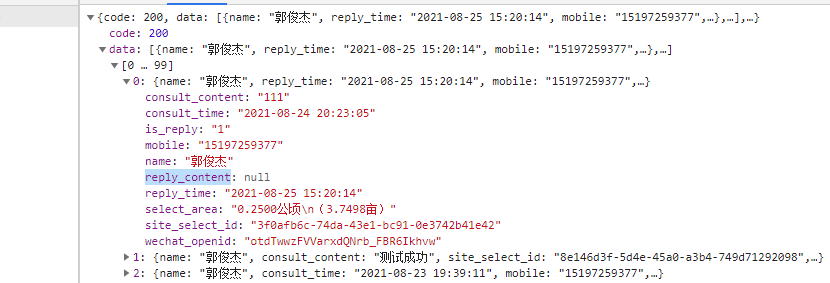 {code: 200, data: [{name: "郭俊杰", reply_time: "2021-08-25 15:20:14", mobile: "15197259377",…},…],…}
code: 200
data: [{name: "郭俊杰", reply_time: "2021-08-25 15:20:14", mobile: "15197259377",…},…]
[0 … 99]
0: {name: "郭俊杰", reply_time: "2021-08-25 15:20:14", mobile: "15197259377",…}
consult_content: "111"
consult_time: "2021-08-24 20:23:05"
is_reply: "1"
mobile: "15197259377"
name: "郭俊杰"
reply_content: null
reply_time: "2021-08-25 15:20:14"
select_area: "0.2500公顷\n（3.7498亩）"
site_select_id: "3f0afb6c-74da-43e1-bc91-0e3742b41e42"
wechat_openid: "otdTwwzFVVarxdQNrb_FBR6Ikhvw"
1: {name: "郭俊杰", consult_content: "测试成功", site_select_id: "8e146d3f-5d4e-45a0-a3b4-749d71292098",…}
2: {name: "郭俊杰", consult_time: "2021-08-23 19:39:11", mobile: "15197259377",…}